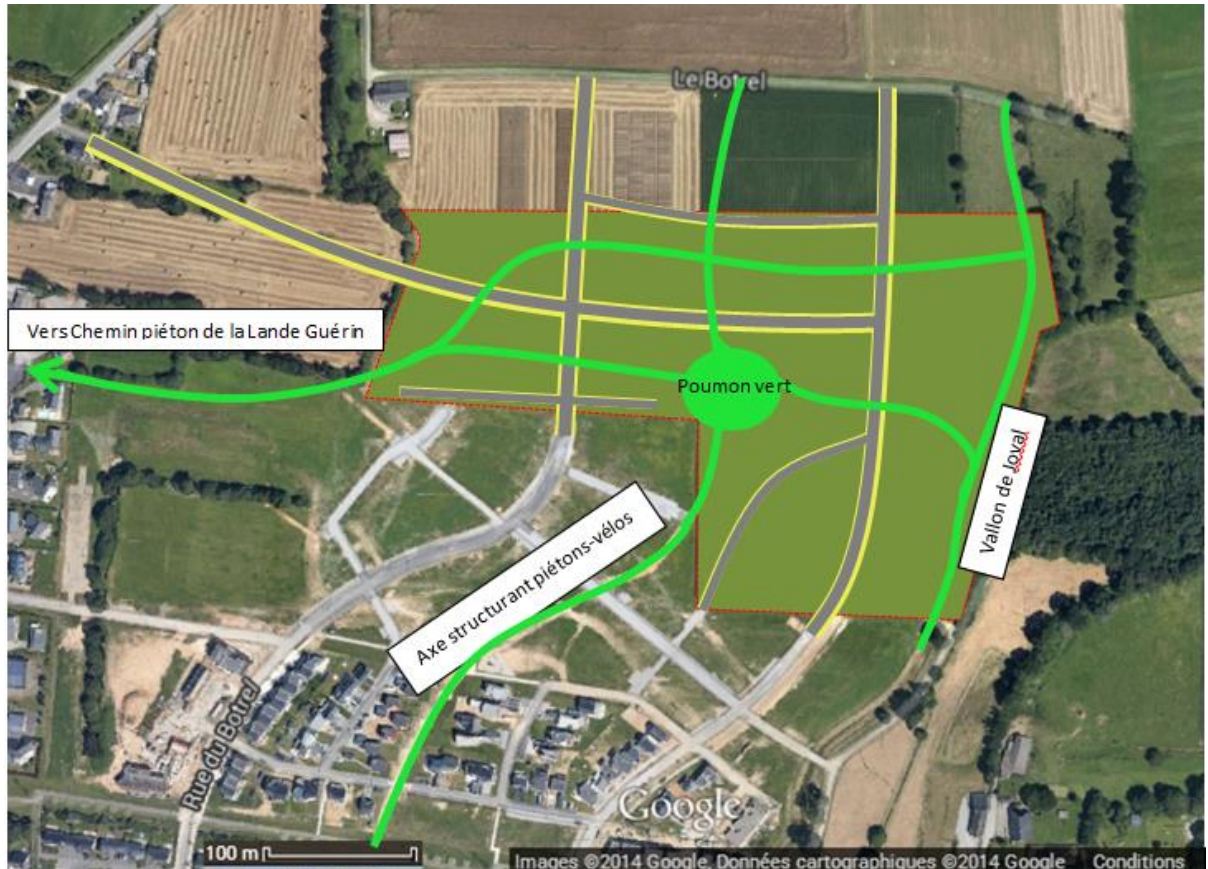 Le Botrel
Vers Chemin piéton de la Lande Guérin
Poumon vert
Vallon de Joval
Axe structurant piétons-vélos
Rue du Botrel
Google
100 m
Images ©2014 Google, Données cartographiques ©2014 Google Conditions